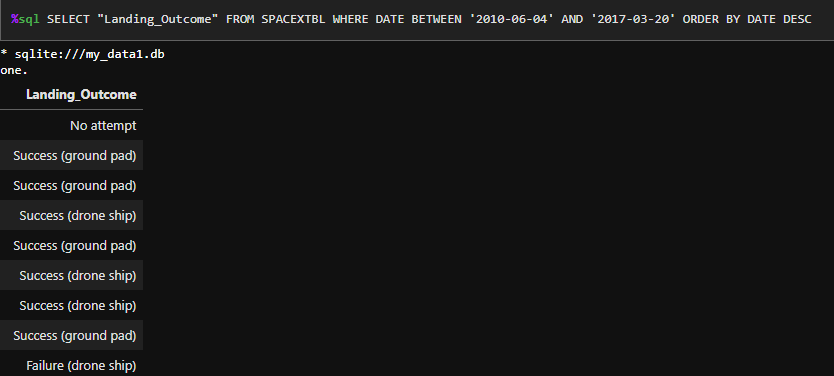 %sql SELECT "Landing_Outcome" FROM SPACEXTBL WHERE DATE BETWEEN '2010-06-04' AND '2017-03-20' ORDER BY DATE DESC
* sqlite:///my_data1.db
one.
Landing_Outcome
No attempt
Success (ground pad)
Success (ground pad)
Success (drone ship)
Success (ground pad)
Success (drone ship)
Success (drone ship)
Success (ground pad)
Failure (drone ship)